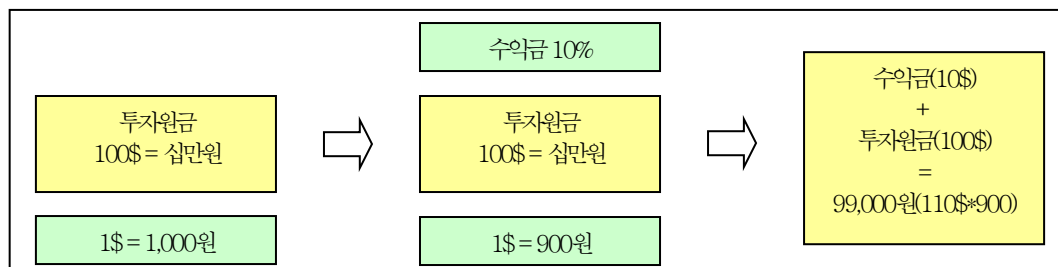 투자원금
100$ = 십만원
1$ = 1,000원
수익금 10%
투자원금
100$ = 십만원
1$ = 900원
수익금(10$)
+
투자원금(100$)
=
99,000원(110$*900)